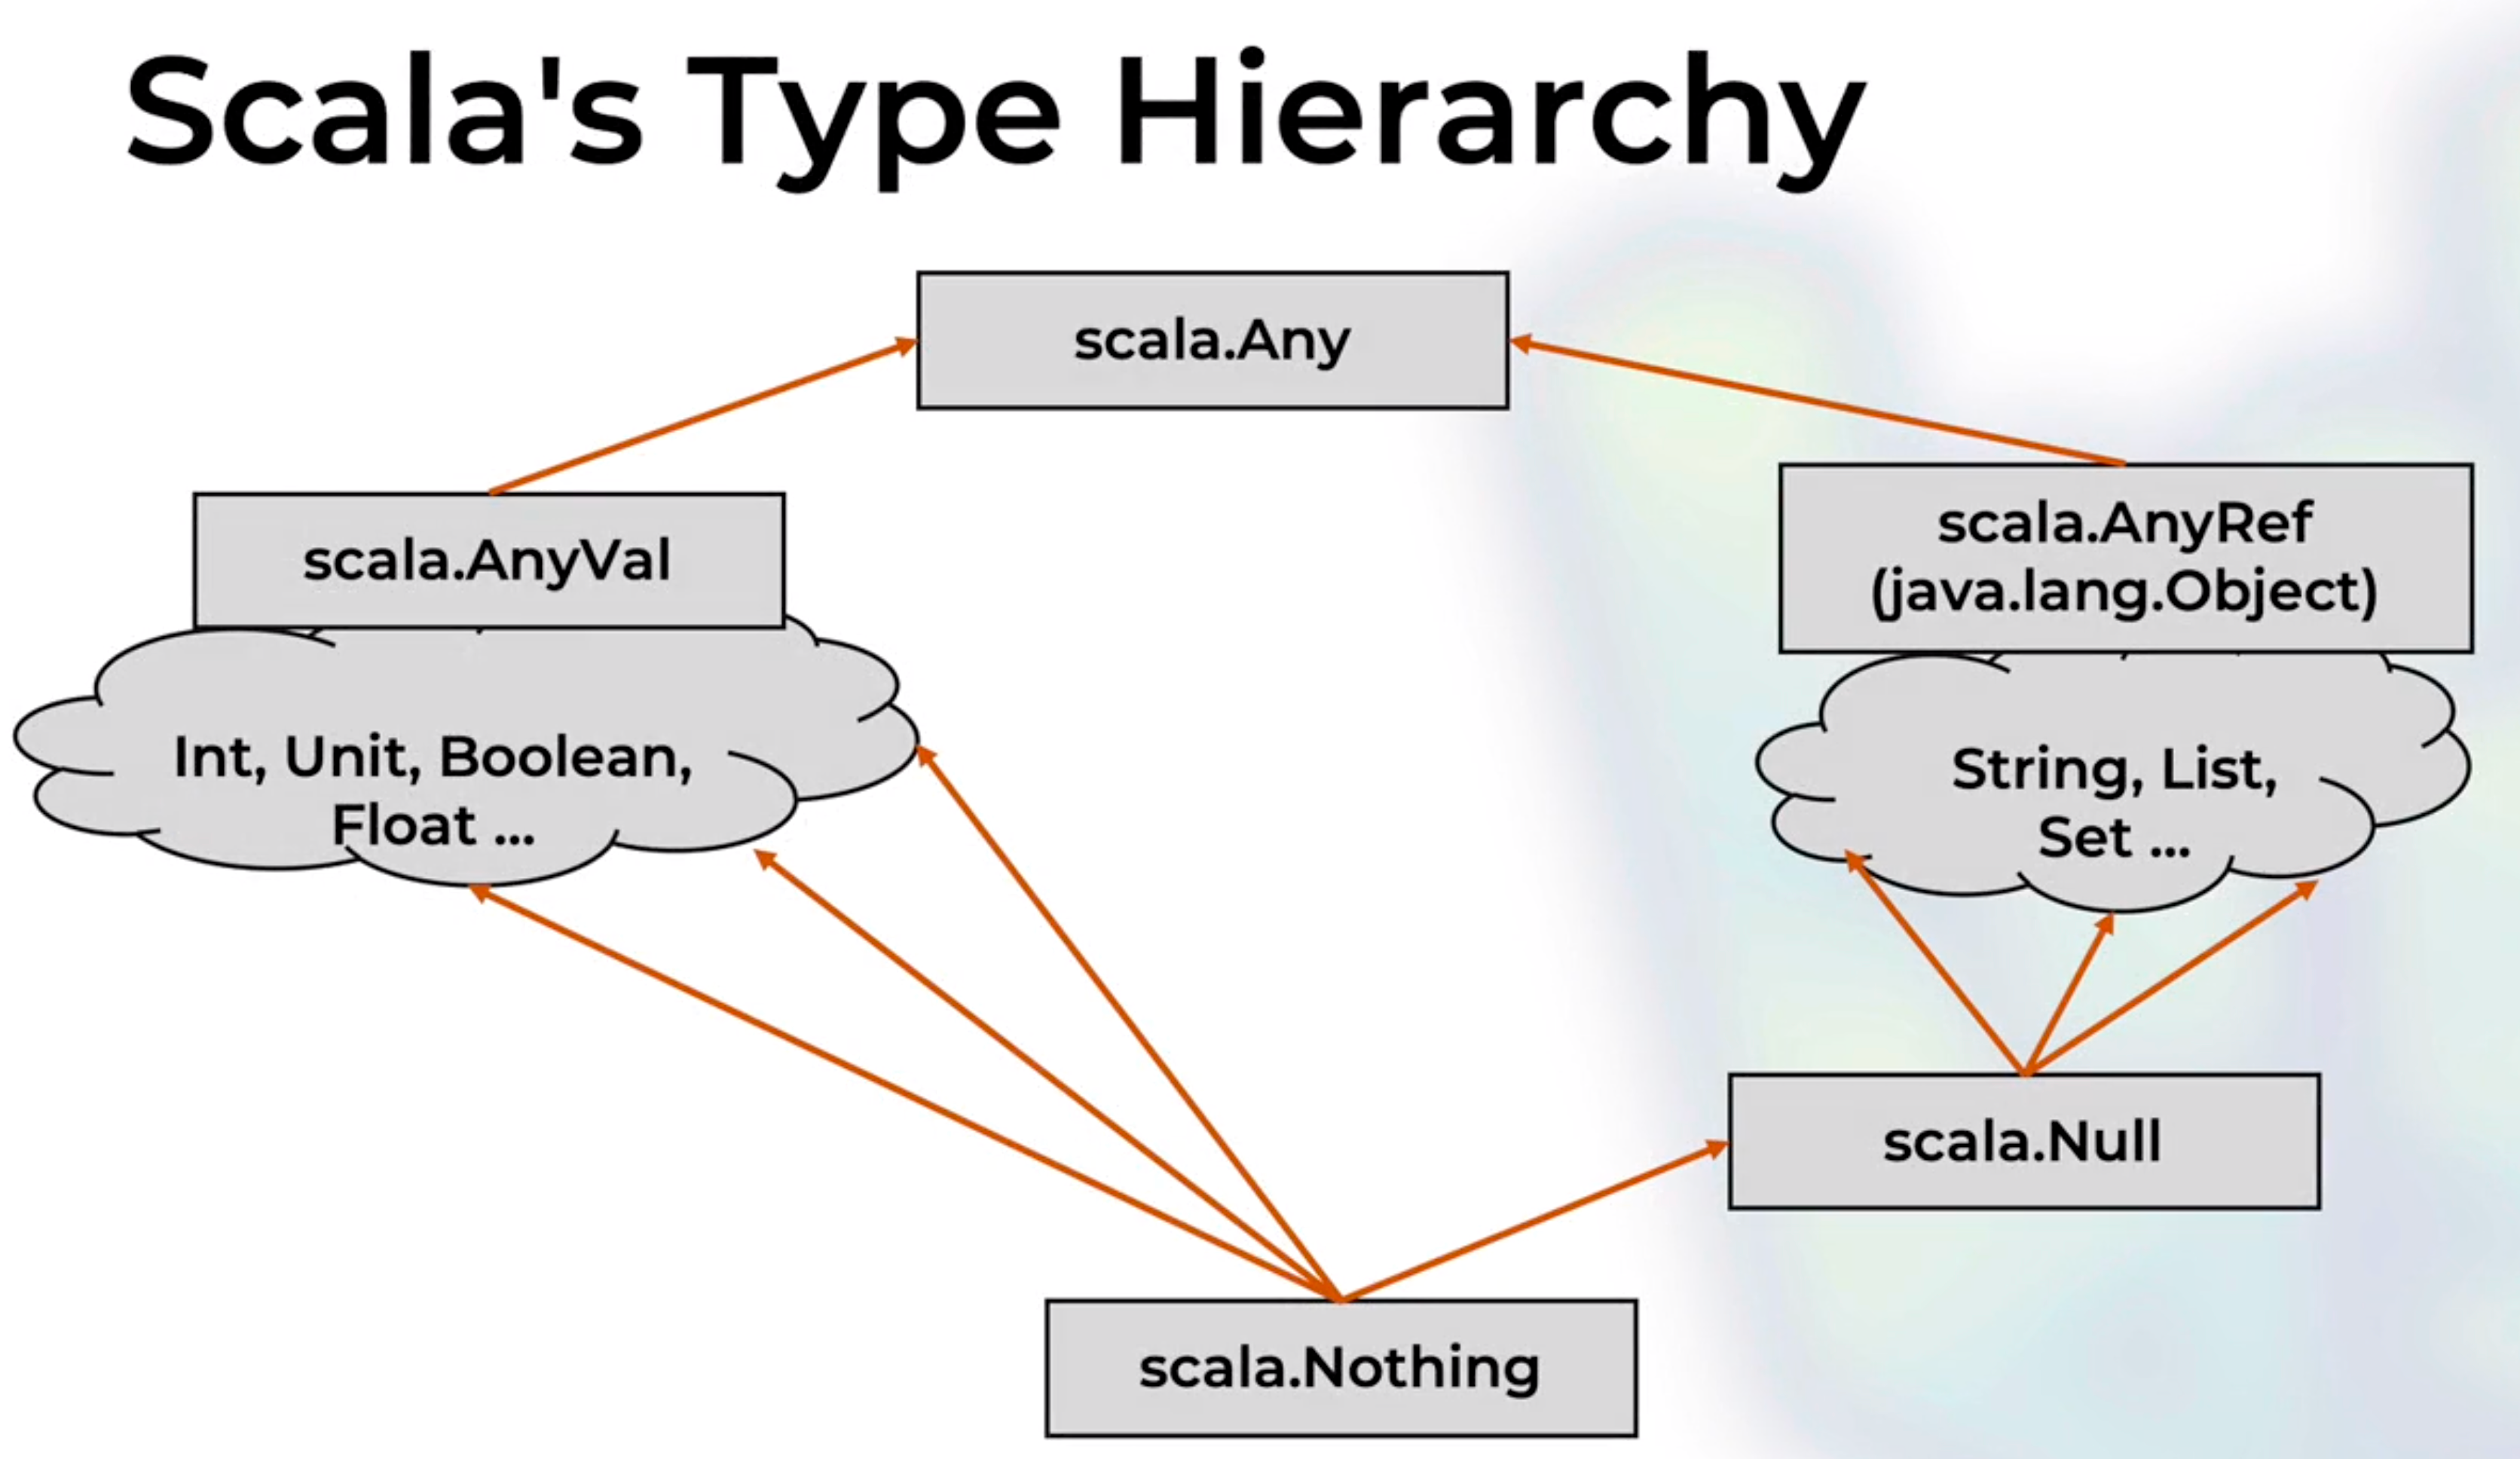 Scala's Type Hierarchy
scala.Any
scala.AnyVal
scala.AnyRef
(java.lang.Object)
Int, Unit, Boolean,
Float ...
String, List,
Set ...
scala.Null
scala.Nothing